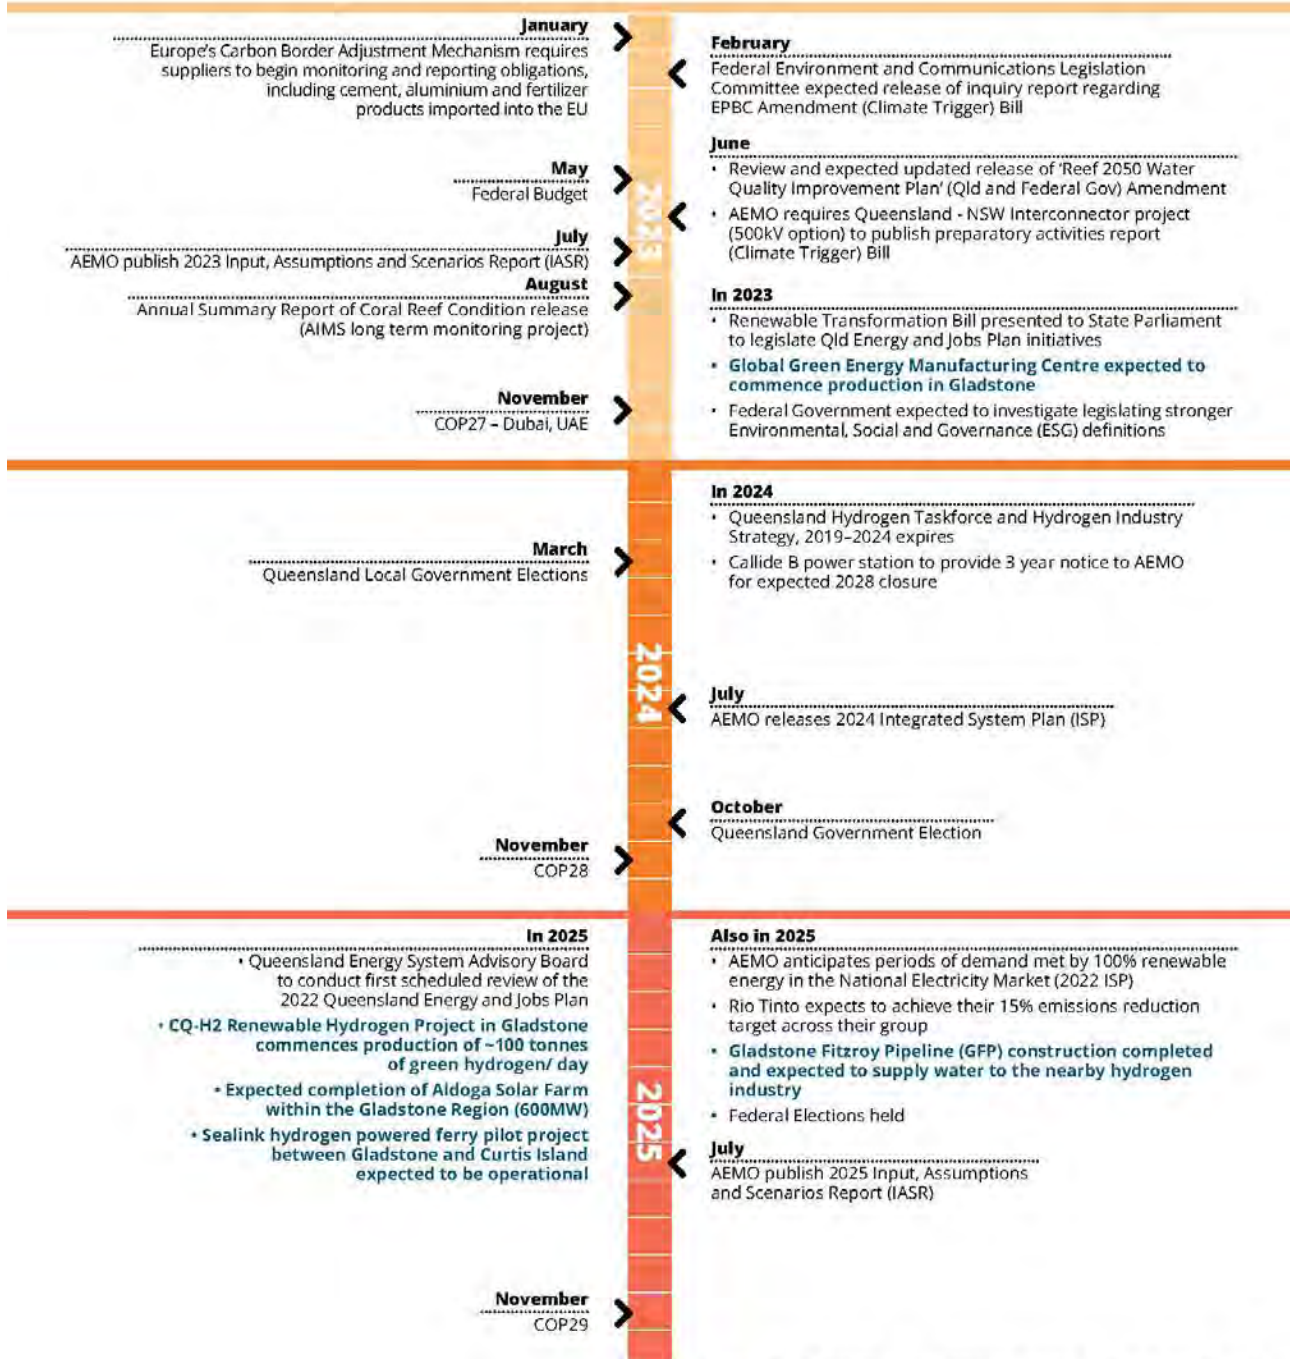 January
Europe's Carbon Border Adjustment Mechanism requires
suppliers to begin monitoring and reporting obligations,
including cement, aluminium and fertilizer
products imported into the EU
February
Federal Environment and Communications Legislation
Committee expected release of inquiry report regarding
EPBC Amendment (Climate Trigger) Bill
May
Federal Budget
June
• Review and expected updated release of 'Reef 2050 Water
Quality Improvement Plan' (Qld and Federal Gov) Amendment
• AEMO requires Queensland - NSW Interconnector project
(500kV option) to publish preparatory activities report
(Climate Trigger) Bill
2023
July
AEMO publish 2023 Input, Assumptions and Scenarios Report (IASR)
August
Annual Summary Report of Coral Reef Condition release
(AIMS long term monitoring project)
November
COP27 – Dubai, UAE
In 2023
• Renewable Transformation Bill presented to State Parliament
to legislate Qld Energy and Jobs Plan initiatives
• Global Green Energy Manufacturing Centre expected to
commence production in Gladstone
• Federal Government expected to investigate legislating stronger
Environmental, Social and Governance (ESG) definitions
In 2024
• Queensland Hydrogen Taskforce and Hydrogen Industry
Strategy, 2019–2024 expires
• Callide B power station to provide 3 year notice to AEMO
for expected 2028 closure
March
Queensland Local Government Elections
2024
July
AEMO releases 2024 Integrated System Plan (ISP)
October
Queensland Government Election
November
COP28
In 2025
• Queensland Energy System Advisory Board
to conduct first scheduled review of the
2022 Queensland Energy and Jobs Plan
• CQ-H2 Renewable Hydrogen Project in Gladstone
commences production of ~100 tonnes
of green hydrogen/ day
• Expected completion of Aldoga Solar Farm
within the Gladstone Region (600MW)
• Sealink hydrogen powered ferry pilot project
between Gladstone and Curtis Island
expected to be operational
Also in 2025
• AEMO anticipates periods of demand met by 100% renewable
energy in the National Electricity Market (2022 ISP)
• Rio Tinto expects to achieve their 15% emissions reduction
target across their group
• Gladstone Fitzroy Pipeline (GFP) construction completed
and expected to supply water to the nearby hydrogen
industry
• Federal Elections held
2025
July
AEMO publish 2025 Input, Assumptions
and Scenarios Report (IASR)
November
COP29